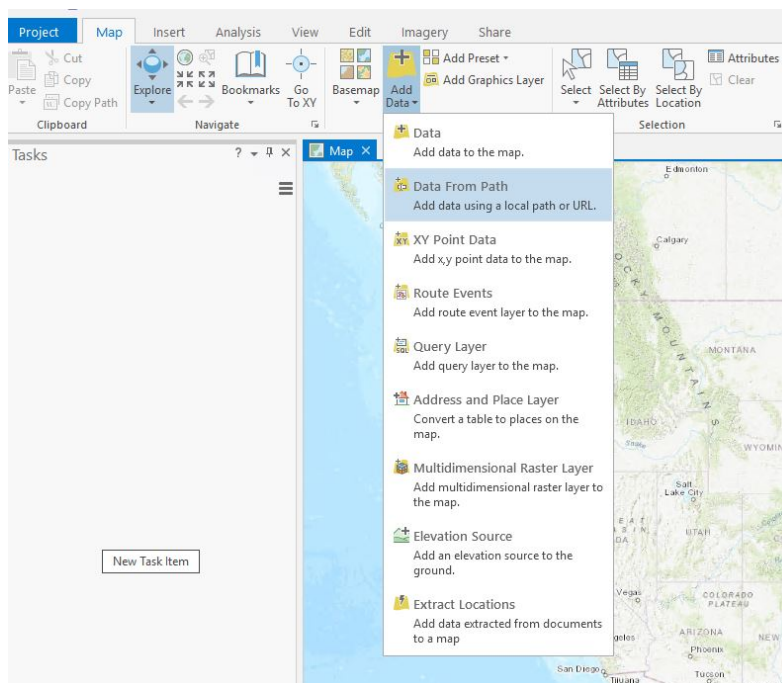 Project Map Insert Analysis View Edit Imagery Share
Cut
Copy
Copy Path
Paste
Explore
Bookmarks
Go
To XY
Basemap
Add
Data
Add Preset
Add Graphics Layer
Select
Select By
Attributes
Select By
Location
Attributes
Clear
Clipboard
Navigate
Selection
Tasks
?
Map
Data
Add data to the map.
Data From Path
Add data using a local path or URL.
XY Point Data
Add x,y point data to the map.
Route Events
Add route event layer to the map.
SQL
Query Layer
Add query layer to the map.
Address and Place Layer
Convert a table to places on the
map.
Multidimensional Raster Layer
Add multidimensional raster layer to
the map.
Elevation Source
Add an elevation source to the
ground.
Extract Locations
Add data extracted from documents
to a map
New Task Item
Edmonton
Calgary
OCKY MOUNTAINS
MONTANA
IDAHO
Snake
WYOMIN
Salt
Lake City
UTAH
Vegas
COLORADO
PLATEAU
ARIZONA
NEW
Phoenix
geles
San Diego
Tijuana
Tucson